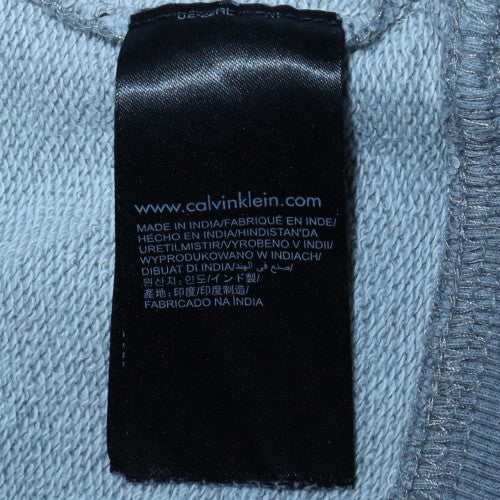 www.calvinklein.com
MADE IN INDIA/FABRIQUÉ EN INDE/
HECHO EN INDIA/HINDISTAN'DA
URETILMISTIR/VYROBENO V INDII/
WYPRODUKOWANO W INDIACH/
DIBUAT DI INDIA/صنع في الهند/
원산지: 인도/インド製/
產地: 印度/印度制造/
FABRICADO NA ÍNDIA